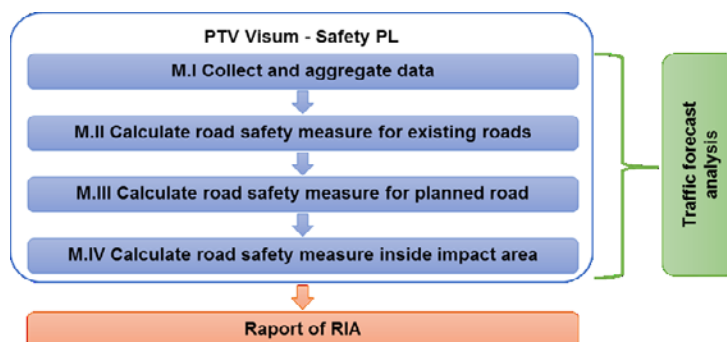 PTV Visum - Safety PL
M.I Collect and aggregate data
M.II Calculate road safety measure for existing roads
M.III Calculate road safety measure for planned road
M.IV Calculate road safety measure inside impact area
Raport of RIA
Traffic forecast
analysis